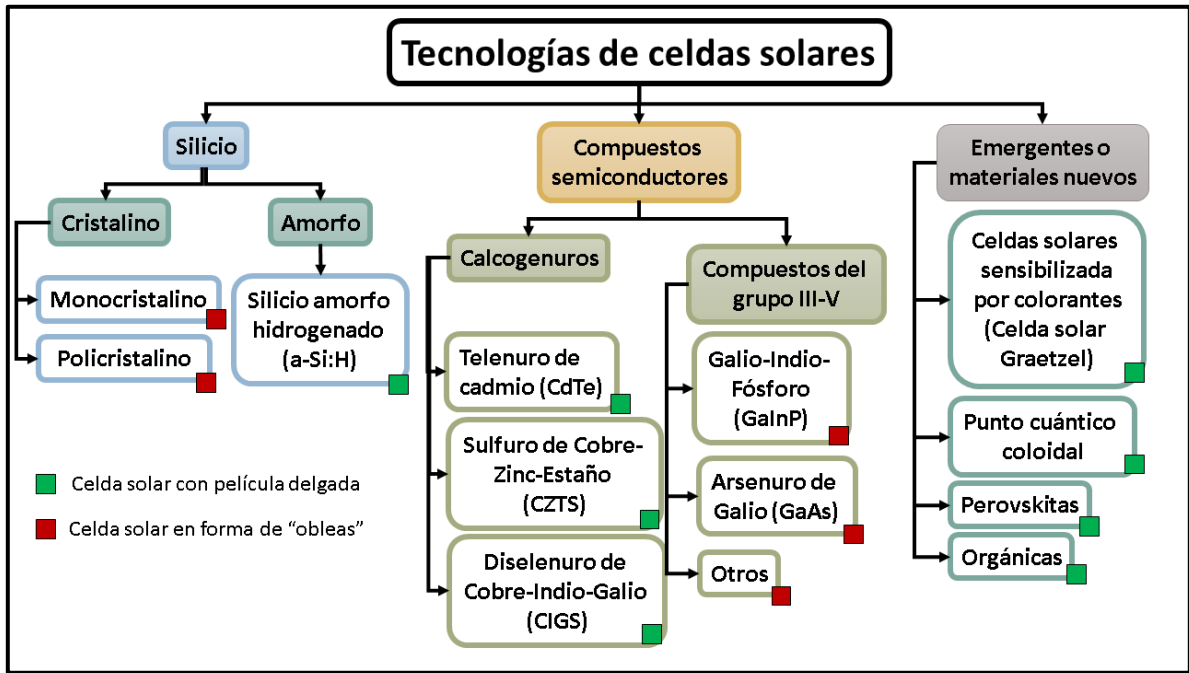 Tecnologías de celdas solares
Silicio
Cristalino
Amorfo
Monocristalino
Policristalino
Silicio amorfo
hidrogenado
(a-Si:H)
Celda solar con película delgada
Celda solar en forma de “obleas”
Compuestos
semiconductores
Calcogenuros
Telenuro de
cadmio (CdTe)
Sulfuro de Cobre-
Zinc-Estaño
(CZTS)
Diselenuro de
Cobre-Indio-Galio
(CIGS)
Compuestos del
grupo III-V
Galio-Indio-
Fósforo
(GaInP)
Arsenuro de
Galio (GaAs)
Otros
Emergentes o
materiales nuevos
Celdas solares
sensibilizada
por colorantes
(Celda solar
Graetzel)
Punto cuántico
coloidal
Perovskitas
Orgánicas